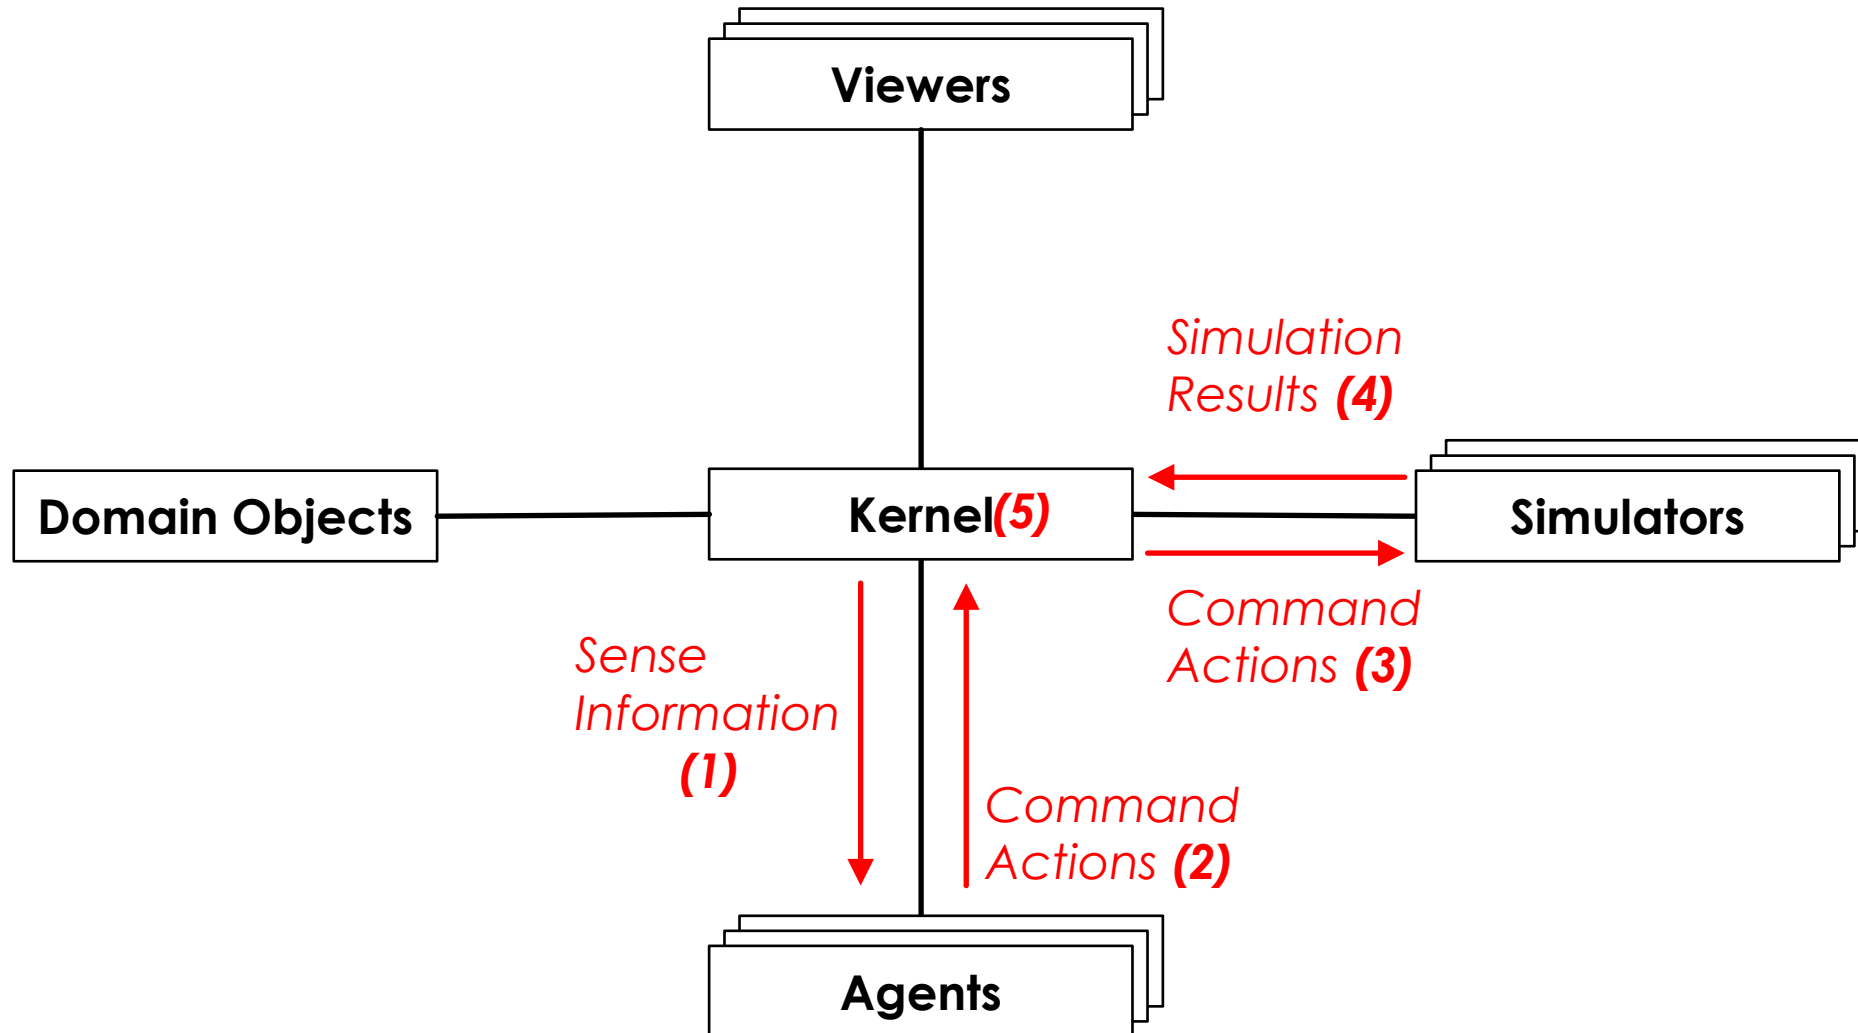 Viewers
Simulation
Results (4)
Domain Objects
Kernel(5)
Simulators
Command
Actions (3)
Sense
Information
(1)
Command
Actions (2)
Agents